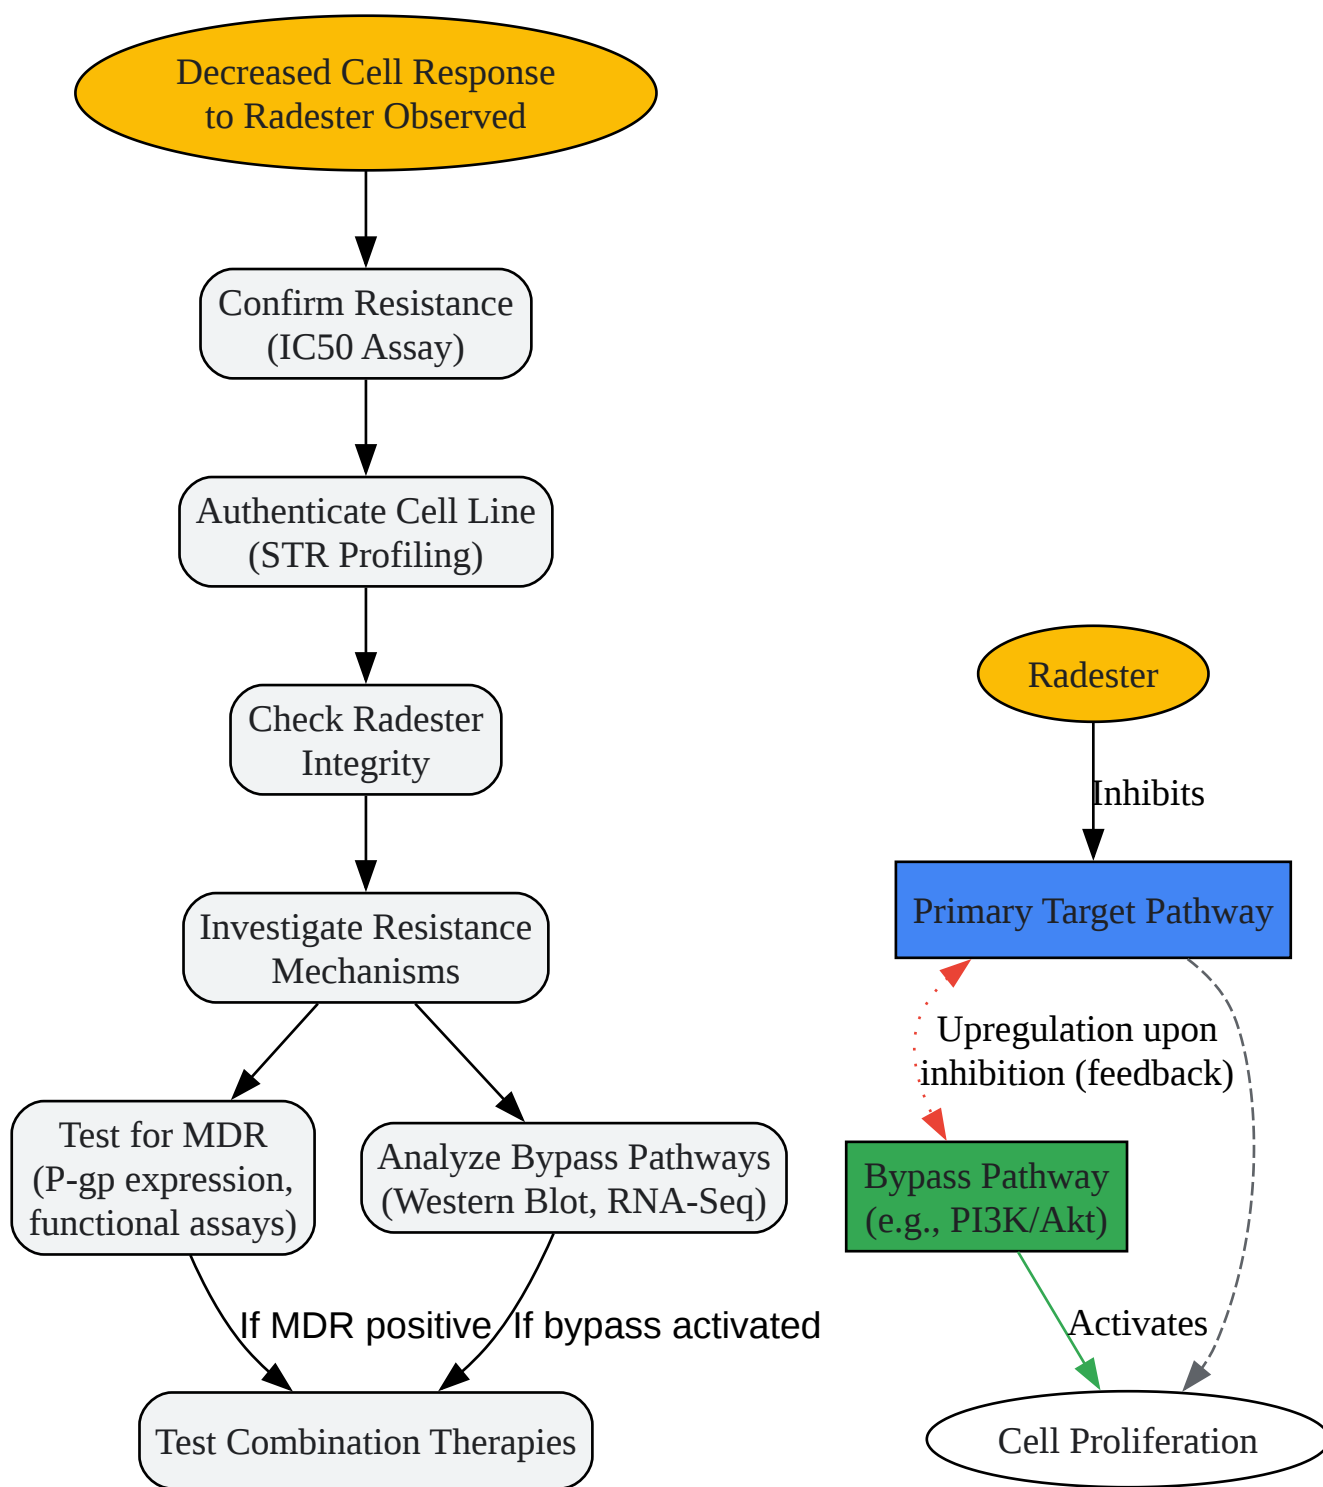 Decreased Cell Response
to Radester Observed
Confirm Resistance
(IC50 Assay)
Authenticate Cell Line
(STR Profiling)
Check Radester
Integrity
Investigate Resistance
Mechanisms
Test for MDR
(P-gp expression,
functional assays)
Analyze Bypass Pathways
(Western Blot, RNA-Seq)
If MDR positive
If bypass activated
Test Combination Therapies
Radester
Inhibits
Primary Target Pathway
Upregulation upon
inhibition (feedback)
Bypass Pathway
(e.g., PI3K/Akt)
Activates
Cell Proliferation